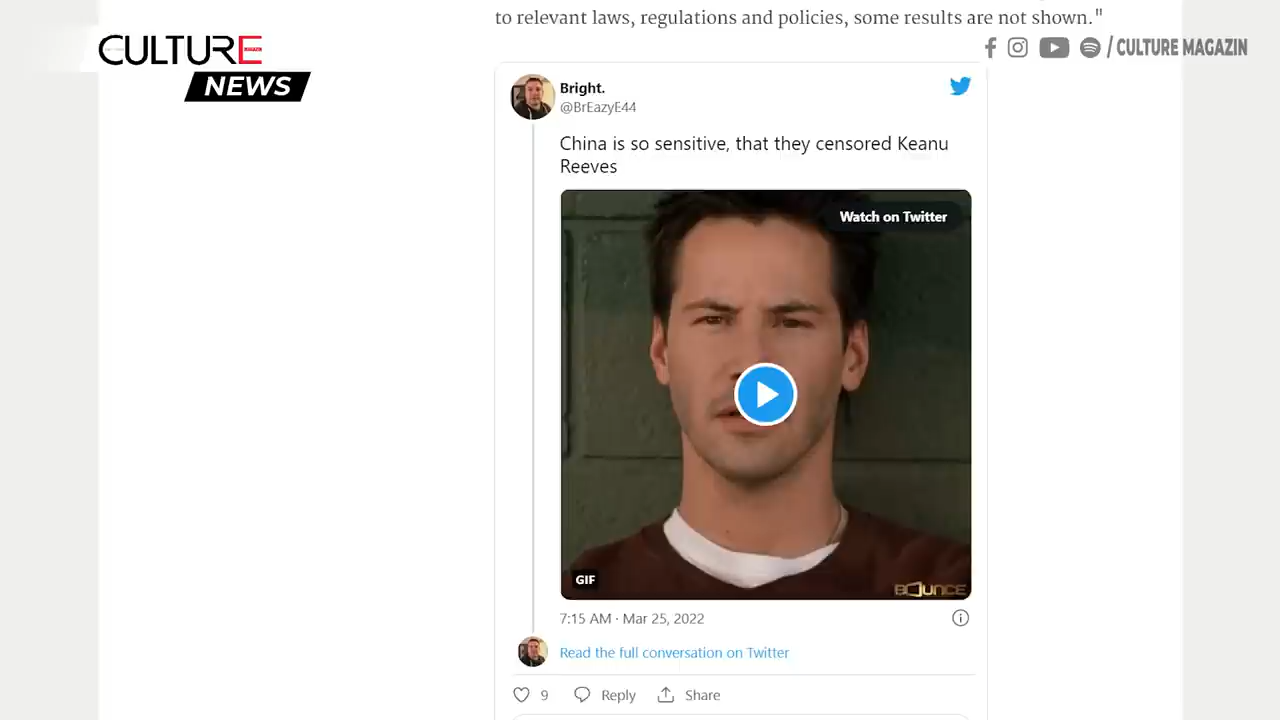 to relevant laws, regulations and policies, some results are not shown."
CULTURE
NEWS
/ CULTURE MAGAZIN
Bright.
@BrEazyE44
China is so sensitive, that they censored Keanu
Reeves
Watch on Twitter
GIF
BOUNCE
7:15 AM · Mar 25, 2022
Read the full conversation on Twitter
9
Reply
Share